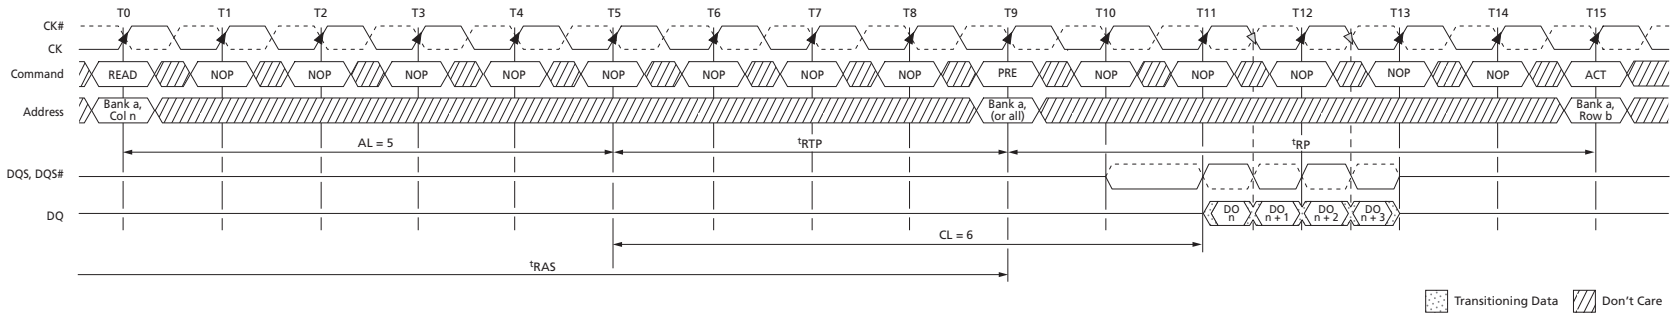 T0 T1 T2 T3 T4 T5 T6 T7 T8 T9 T10 T11 T12 T13 T14 T15
CK#
CK
Command READ NOP NOP NOP NOP NOP NOP NOP NOP PRE NOP NOP NOP NOP NOP ACT
Address Bank a, Col n Bank a, (or all) Bank a, Row b
AL = 5 tRTP tRP
DQS, DQS#
DQ DO n DO n + 1 DO n + 2 DO n + 3
CL = 6
tRAS
Transitioning Data Don't Care